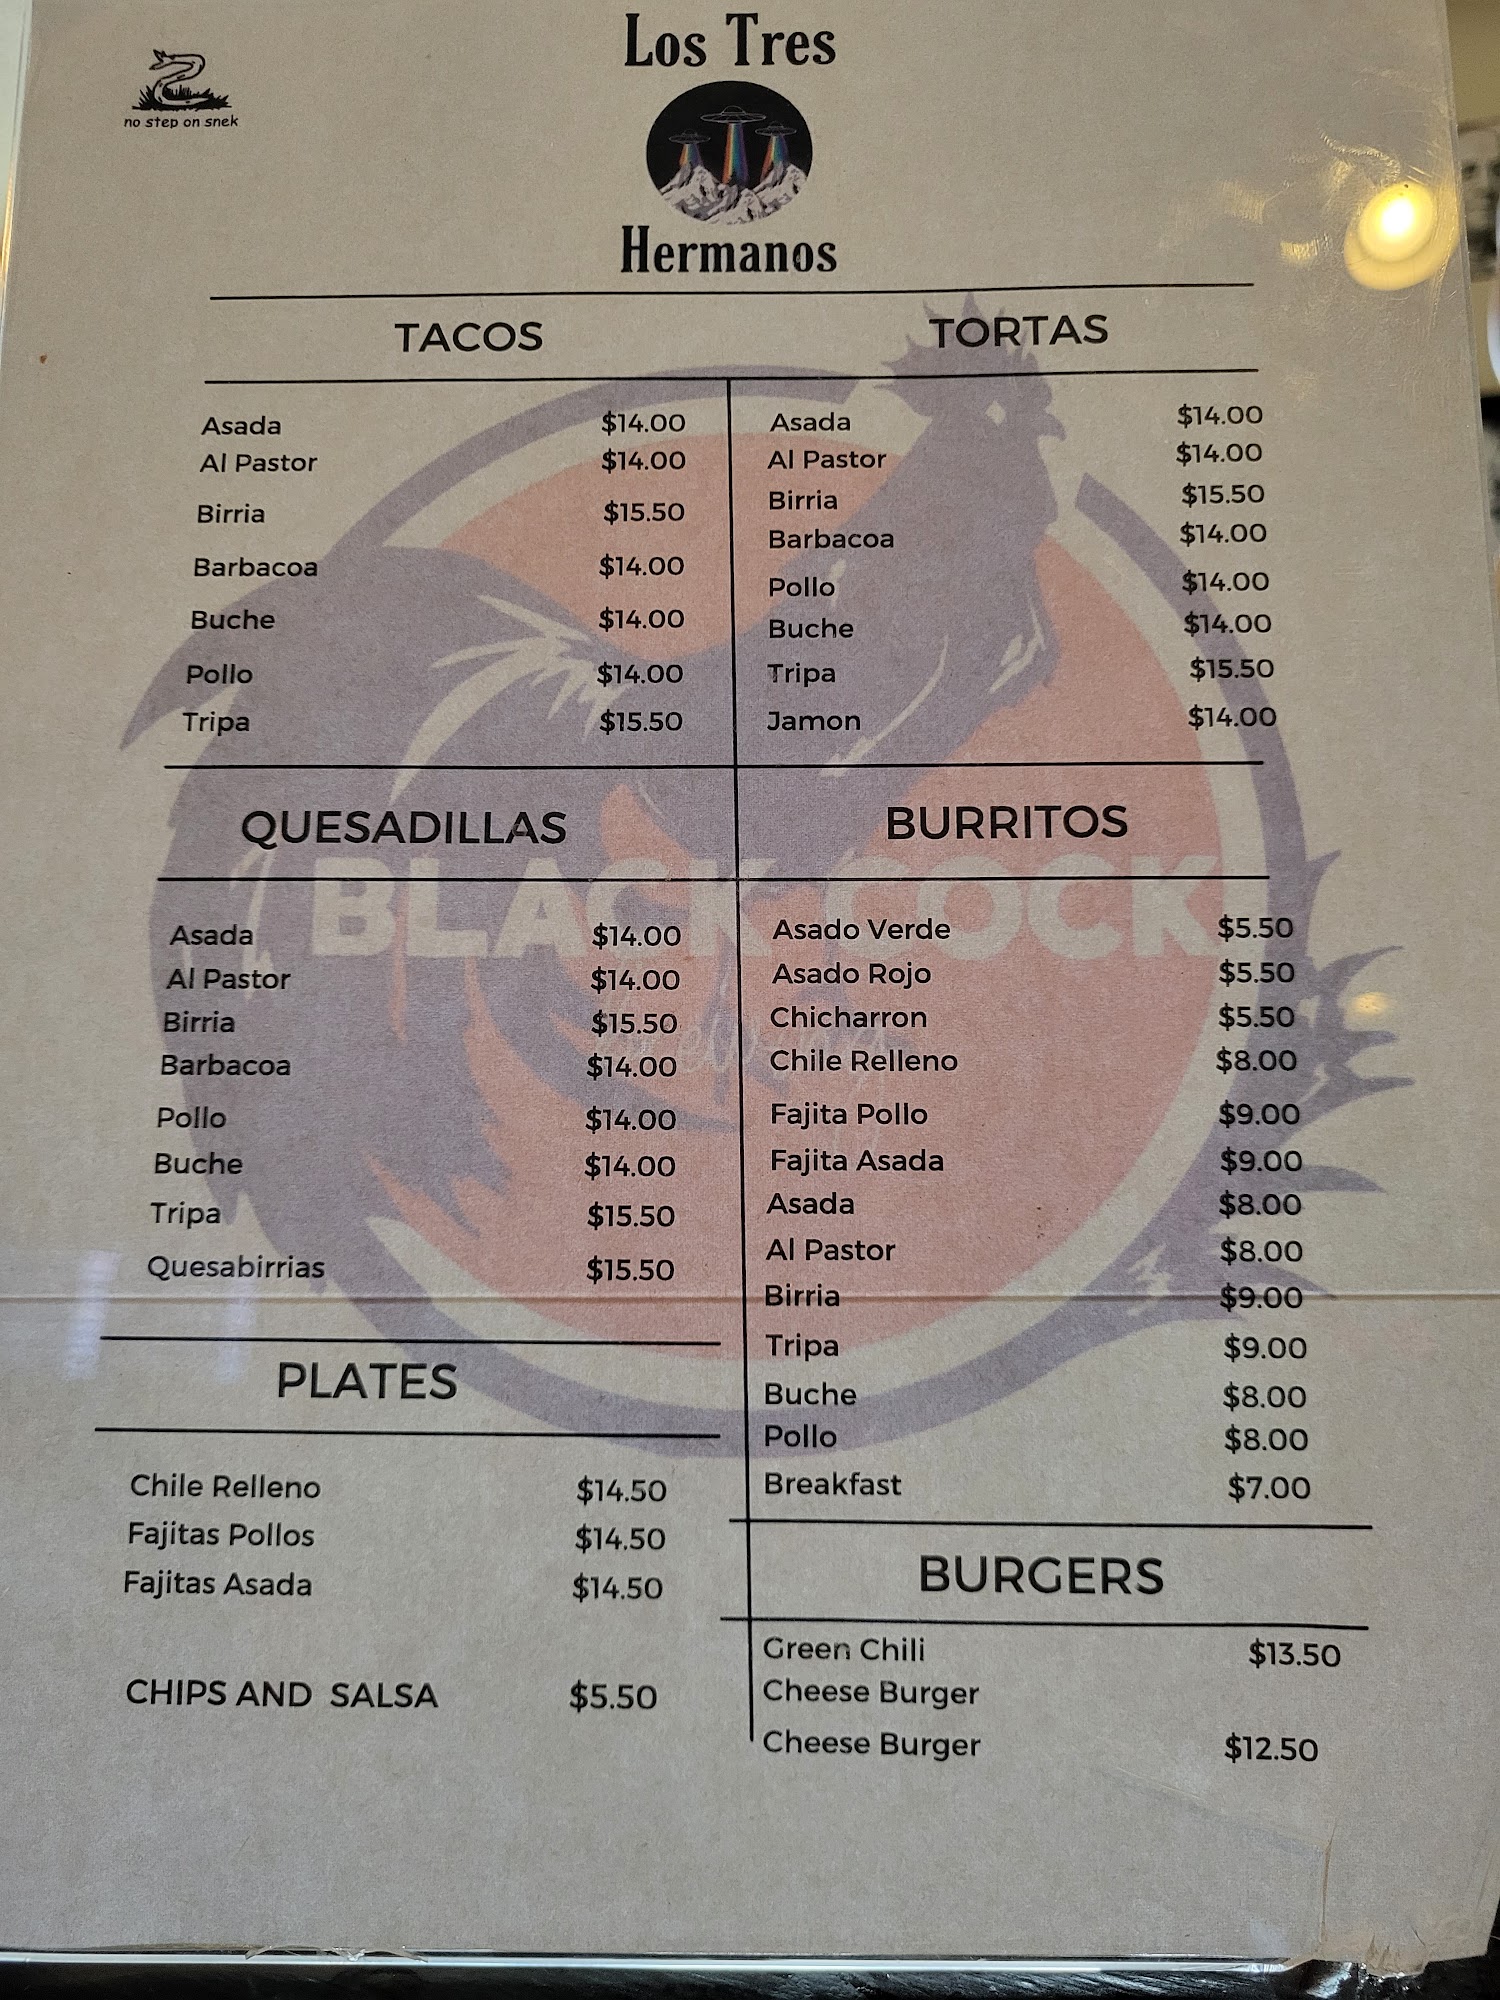 no step on snek
Los Tres
Hermanos
TACOS
Asada $14.00
Al Pastor $14.00
Birria $15.50
Barbacoa $14.00
Buche $14.00
Pollo $14.00
Tripa $15.50
TORTAS
Asada $14.00
Al Pastor $14.00
Birria $15.50
Barbacoa $14.00
Pollo $14.00
Buche $14.00
Tripa $15.50
Jamon $14.00
BLACK COCK
QUESADILLAS
Asada $14.00
Al Pastor $14.00
Birria $15.50
Barbacoa $14.00
Pollo $14.00
Buche $14.00
Tripa $15.50
Quesabirrias $15.50
BURRITOS
Asado Verde $5.50
Asado Rojo $5.50
Chicharron $5.50
Chile Relleno $8.00
Fajita Pollo $9.00
Fajita Asada $9.00
Asada $8.00
Al Pastor $8.00
Birria $9.00
Tripa $9.00
Buche $8.00
Pollo $8.00
Breakfast $7.00
PLATES
Chile Relleno $14.50
Fajitas Pollos $14.50
Fajitas Asada $14.50
CHIPS AND SALSA $5.50
BURGERS
Green Chili $13.50
Cheese Burger
Cheese Burger $12.50